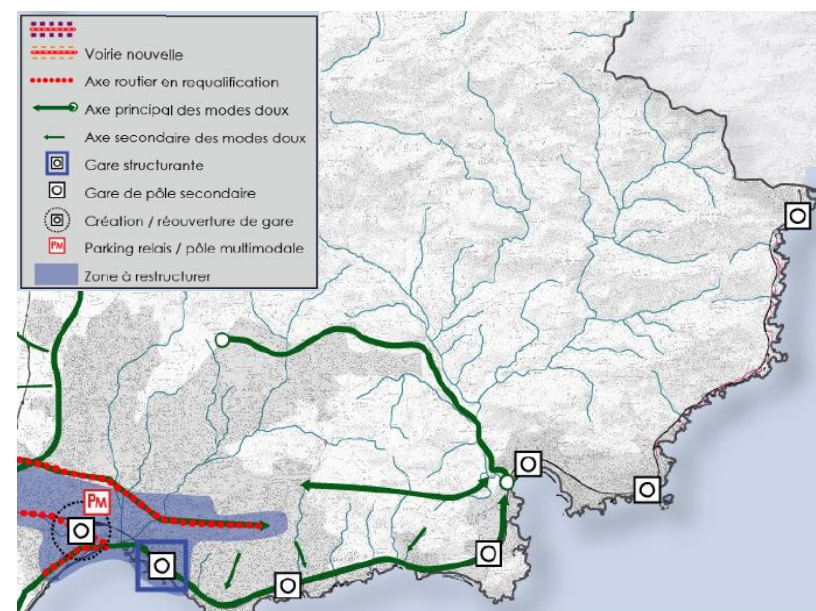 Voirie nouvelle
Axe routier en requalification
Axe principal des modes doux
Axe secondaire des modes doux
Gare structurante
Gare de pôle secondaire
Création / réouverture de gare
PM Parking relais / pôle multimodale
Zone à restructurer
PM